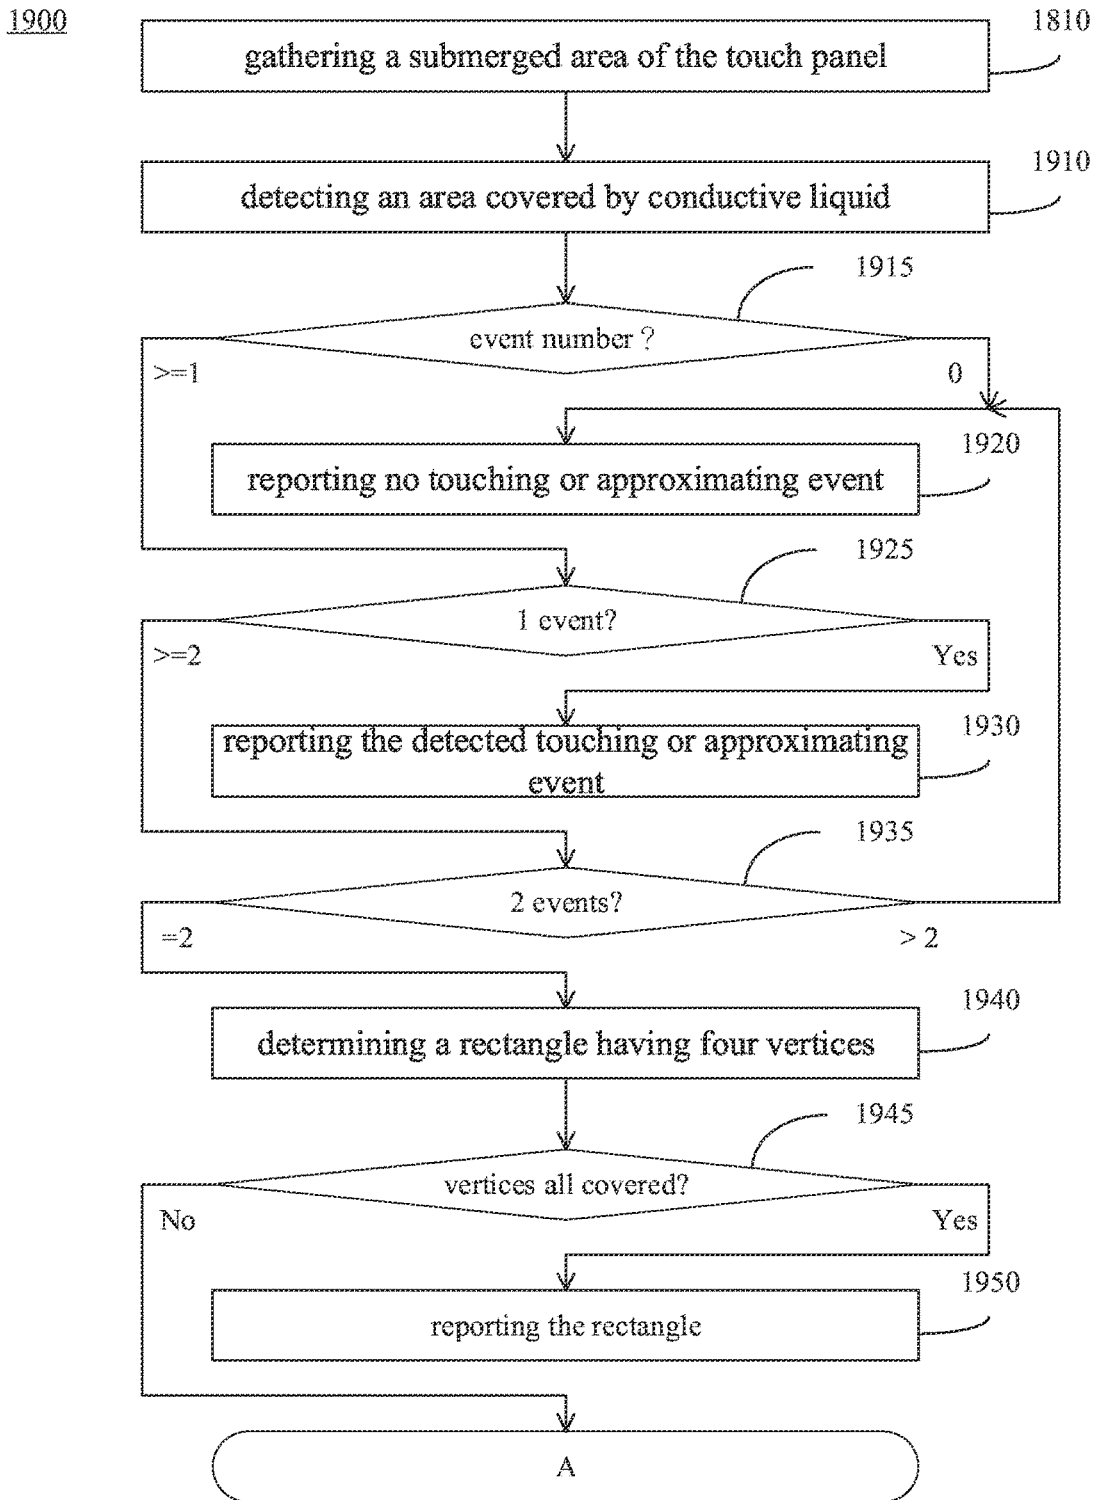 1900
1810
gathering a submerged area of the touch panel
1910
detecting an area covered by conductive liquid
1915
event number ?
>=1
0
1920
reporting no touching or approximating event
1925
1 event?
>=2
Yes
1930
reporting the detected touching or approximating
event
1935
2 events?
=2
> 2
1940
determining a rectangle having four vertices
1945
vertices all covered?
No
Yes
1950
reporting the rectangle
A